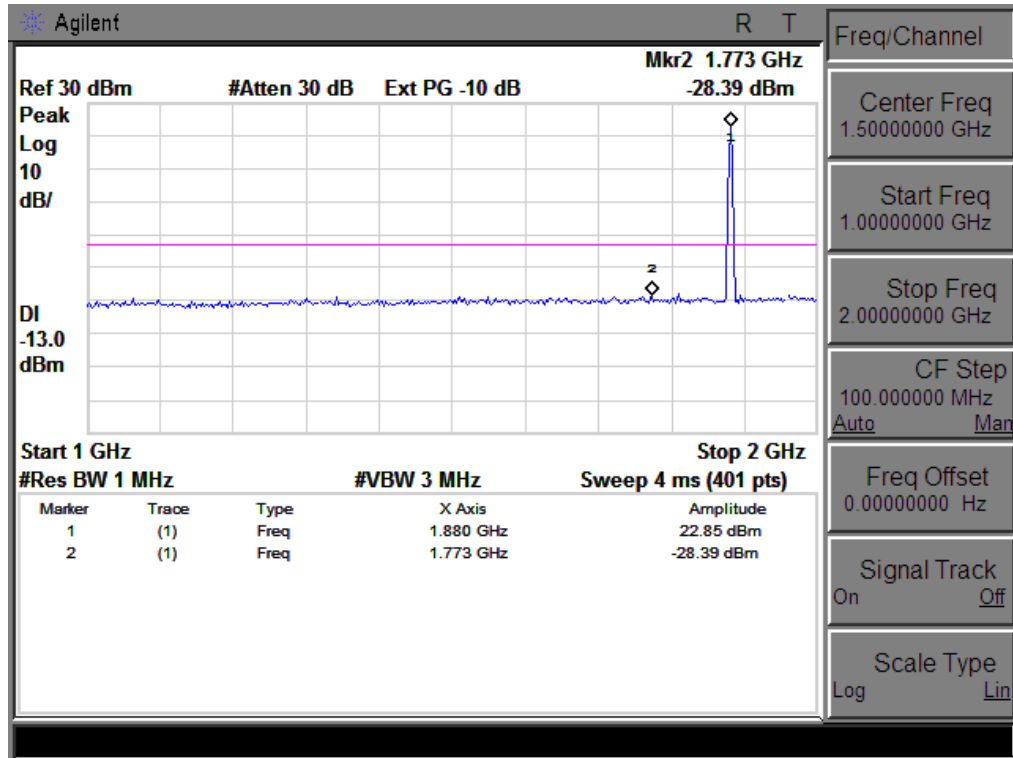 Agilent R T
Mkr2 1.773 GHz
Ref 30 dBm #Atten 30 dB Ext PG -10 dB -28.39 dBm
Peak
Log
10
dB/
1
2
DI
-13.0
dBm
Start 1 GHz Stop 2 GHz
#Res BW 1 MHz #VBW 3 MHz Sweep 4 ms (401 pts)
Marker Trace Type X Axis Amplitude
1 (1) Freq 1.880 GHz 22.85 dBm
2 (1) Freq 1.773 GHz -28.39 dBm
Freq/Channel
Center Freq
1.50000000 GHz
Start Freq
1.00000000 GHz
Stop Freq
2.00000000 GHz
CF Step
100.000000 MHz
Auto Man
Freq Offset
0.00000000 Hz
Signal Track
On Off
Scale Type
Log Lin